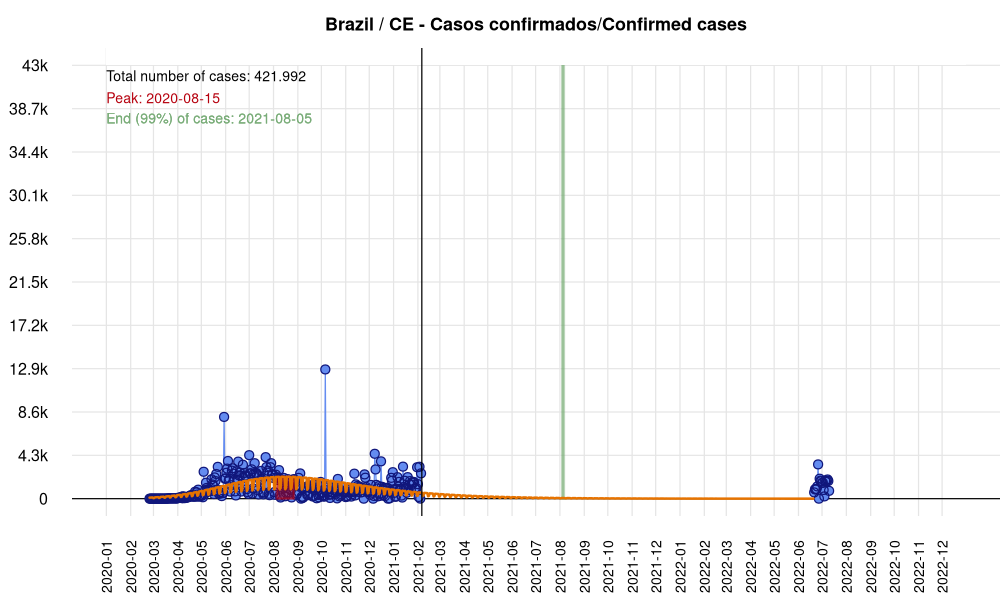 Brazil / CE - Casos confirmados/Confirmed cases
Total number of cases: 421.992
Peak: 2020-08-15
End (99%) of cases: 2021-08-05
43k
38.7k
34.4k
30.1k
25.8k
21.5k
17.2k
12.9k
8.6k
4.3k
0
2020-01
2020-02
2020-03
2020-04
2020-05
2020-06
2020-07
2020-08
2020-09
2020-10
2020-11
2020-12
2021-01
2021-02
2021-03
2021-04
2021-05
2021-06
2021-07
2021-08
2021-09
2021-10
2021-11
2021-12
2022-01
2022-02
2022-03
2022-04
2022-05
2022-06
2022-07
2022-08
2022-09
2022-10
2022-11
2022-12